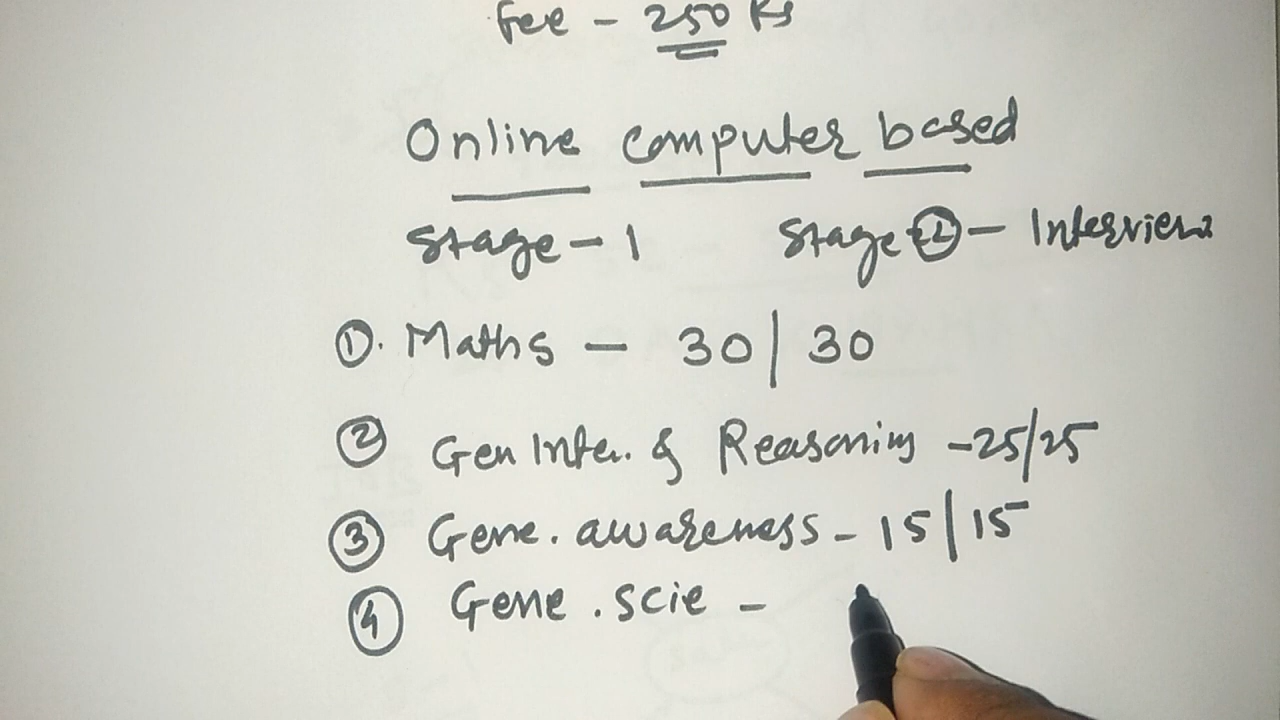 Fee - 250 Rs
Online computer based
Stage - 1 Stage 2 - Interview
1. Maths - 30 | 30
2 Gen Inte. & Reasoning - 25/25
3 Gene. awareness - 15 | 15
4 Gene. scie -